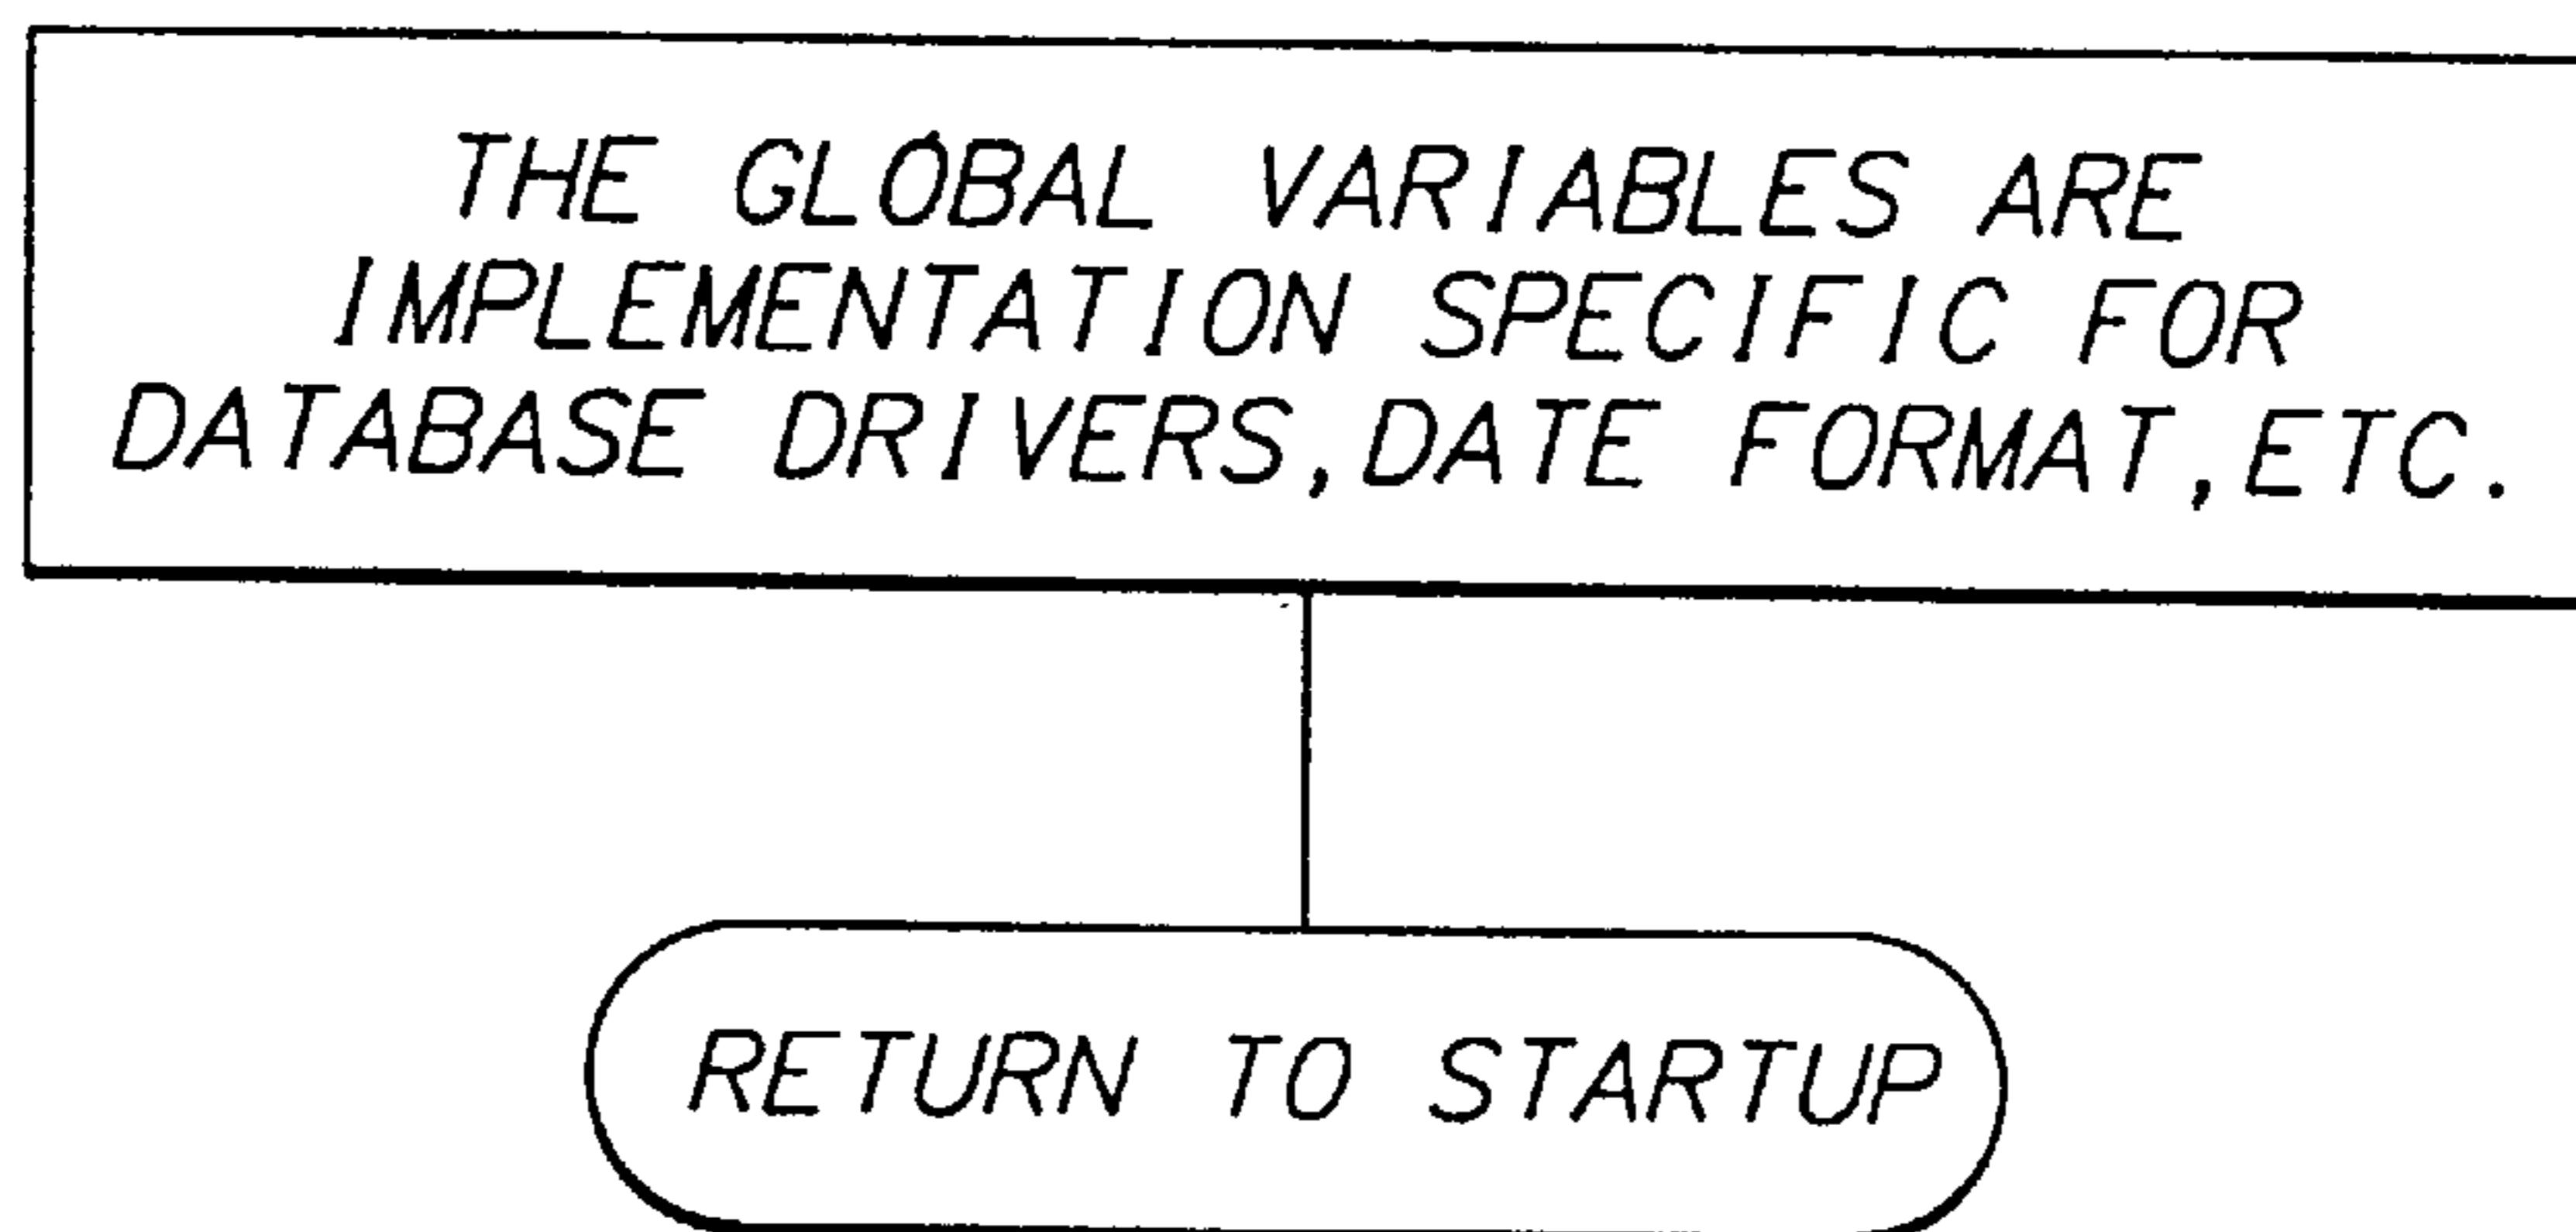 THE GLOBAL VARIABLES ARE
IMPLEMENTATION SPECIFIC FOR
DATABASE DRIVERS,DATE FORMAT,ETC.
RETURN TO STARTUP